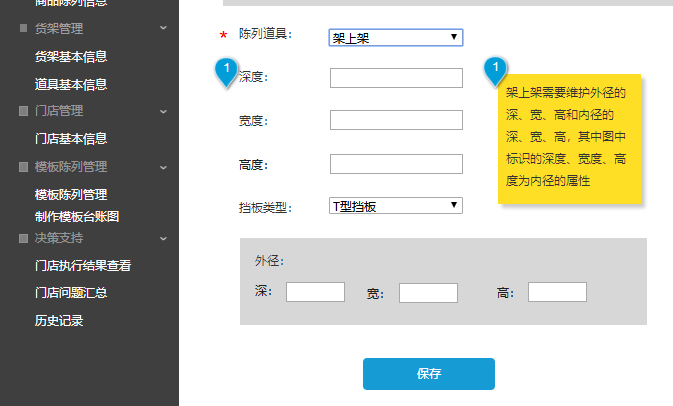 商品陈列信息
货架管理
货架基本信息
道具基本信息
门店管理
门店基本信息
模板陈列管理
模板陈列管理
制作模板台账图
决策支持
门店执行结果查看
门店问题汇总
历史记录
* 陈列道具： 架上架
1
深度：
宽度：
高度：
挡板类型： T型挡板
外径：
深： 宽： 高：
保存
1
架上架需要维护外径的
深、宽、高和内径的
深、宽、高，其中图中
标识的深度、宽度、高
度为内径的属性